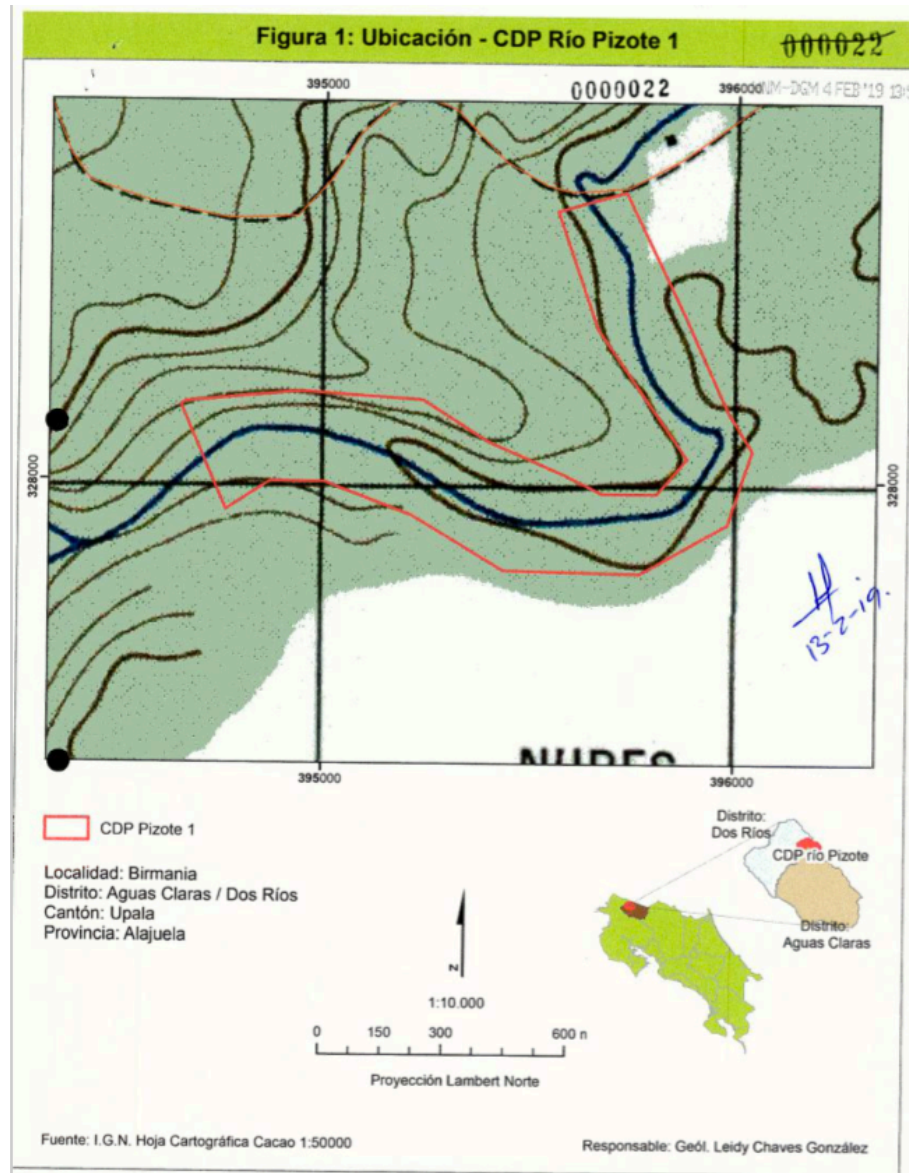 Figura 1: Ubicación - CDP Río Pizote 1
000022
395000
0000022
396000
NM-DGM 4 FEB '19 13:
328000
328000
13-2-19.
395000
396000
CDP Pizote 1
Localidad: Birmania
Distrito: Aguas Claras / Dos Ríos
Cantón: Upala
Provincia: Alajuela
Distrito:
Dos Ríos
CDP río Pizote
Distrito:
Aguas Claras
N
1:10.000
0 150 300 600 n
Proyección Lambert Norte
Fuente: I.G.N. Hoja Cartográfica Cacao 1:50000
Responsable: Geól. Leidy Chaves González